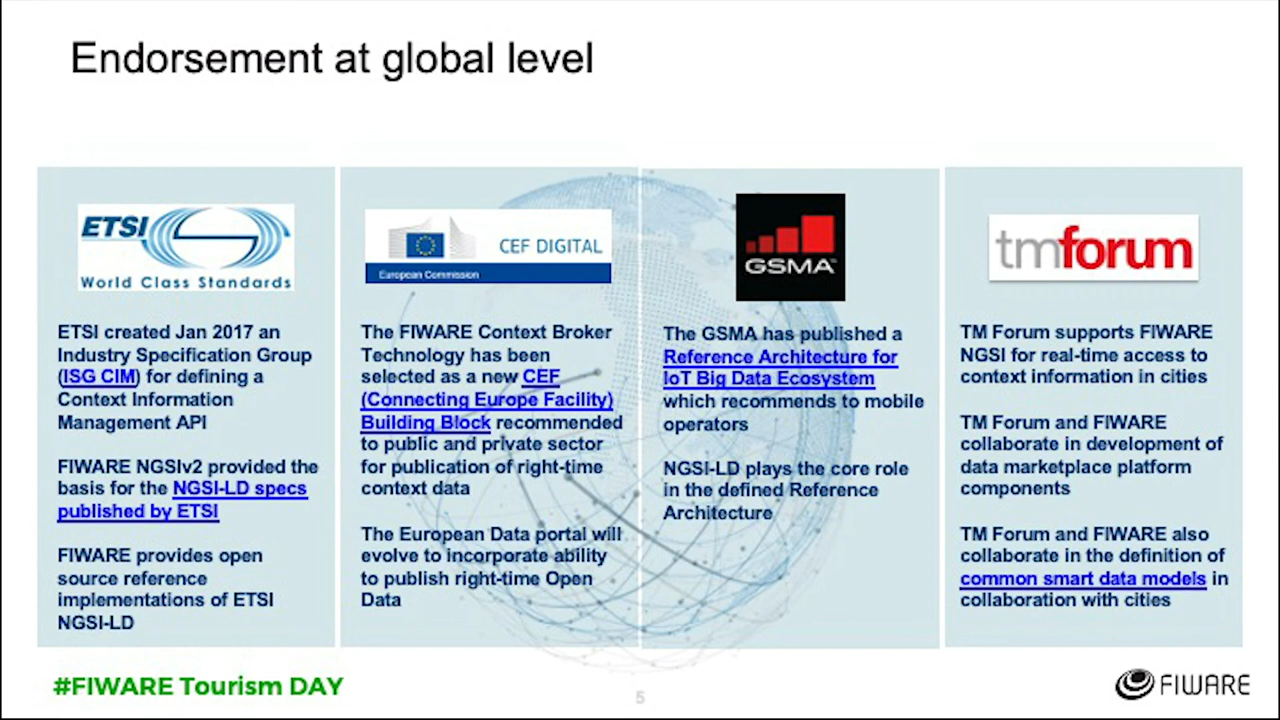 Endorsement at global level
ETSI
World Class Standards
ETSI created Jan 2017 an
Industry Specification Group
(ISG CIM) for defining a
Context Information
Management API
FIWARE NGSIv2 provided the
basis for the NGSI-LD specs
published by ETSI
FIWARE provides open
source reference
implementations of ETSI
NGSI-LD
CEF DIGITAL
European Commission
The FIWARE Context Broker
Technology has been
selected as a new CEF
(Connecting Europe Facility)
Building Block recommended
to public and private sector
for publication of right-time
context data
The European Data portal will
evolve to incorporate ability
to publish right-time Open
Data
GSMA™
The GSMA has published a
Reference Architecture for
IoT Big Data Ecosystem
which recommends to mobile
operators
NGSI-LD plays the core role
in the defined Reference
Architecture
tmforum
TM Forum supports FIWARE
NGSI for real-time access to
context information in cities
TM Forum and FIWARE
collaborate in development of
data marketplace platform
components
TM Forum and FIWARE also
collaborate in the definition of
common smart data models in
collaboration with cities
#FIWARE Tourism DAY
5
FIWARE